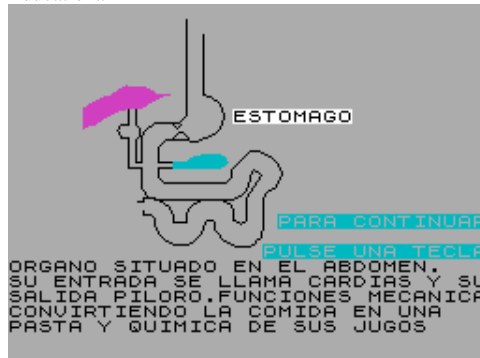 ESTOMAGO
PARA CONTINUAR
PULSE UNA TECLA
ORGANO SITUADO EN EL ABDOMEN.
SU ENTRADA SE LLAMA CARDIAS Y SU
SALIDA PILORO.FUNCIONES MECANICA
CONVIRTIENDO LA COMIDA EN UNA
PASTA Y QUIMICA DE SUS JUGOS